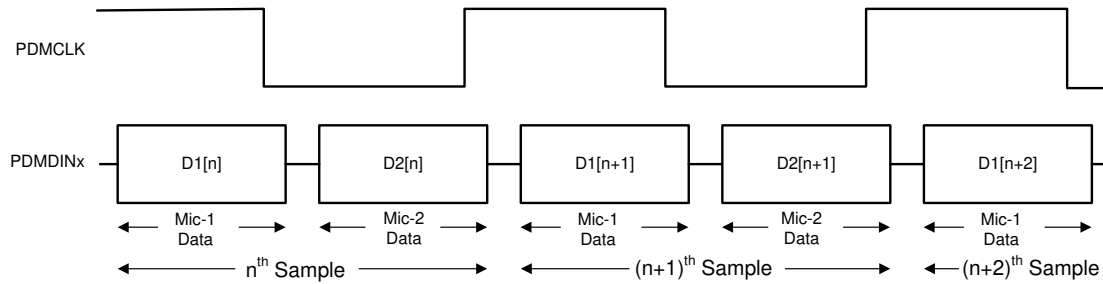 PDMCLK
PDMDINx
D1[n]
D2[n]
D1[n+1]
D2[n+1]
D1[n+2]
Mic-1
Data
Mic-2
Data
Mic-1
Data
Mic-2
Data
Mic-1
Data
nth Sample
(n+1)th Sample
(n+2)th Sample